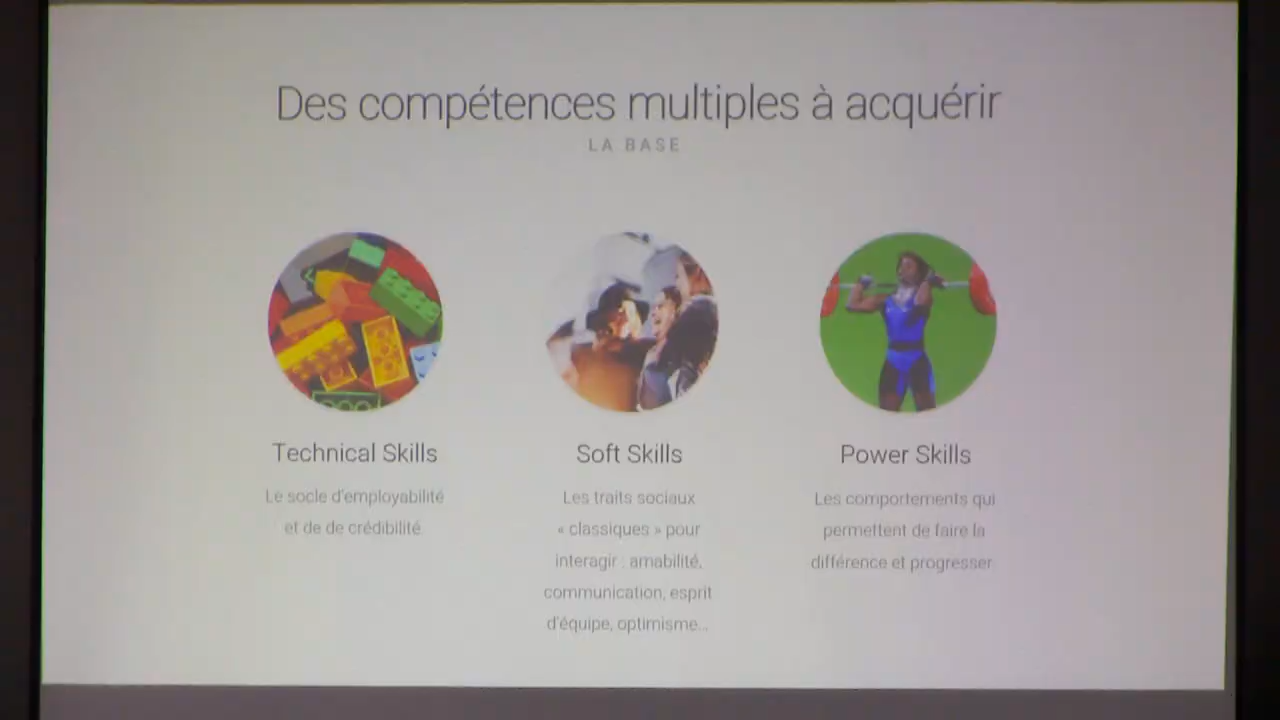 Des compétences multiples à acquérir
LA BASE
Technical Skills
Le socle d'employabilité
et de de crédibilité.
Soft Skills
Les traits sociaux
« classiques » pour
interagir : amabilité,
communication, esprit
d'équipe, optimisme...
Power Skills
Les comportements qui
permettent de faire la
différence et progresser.